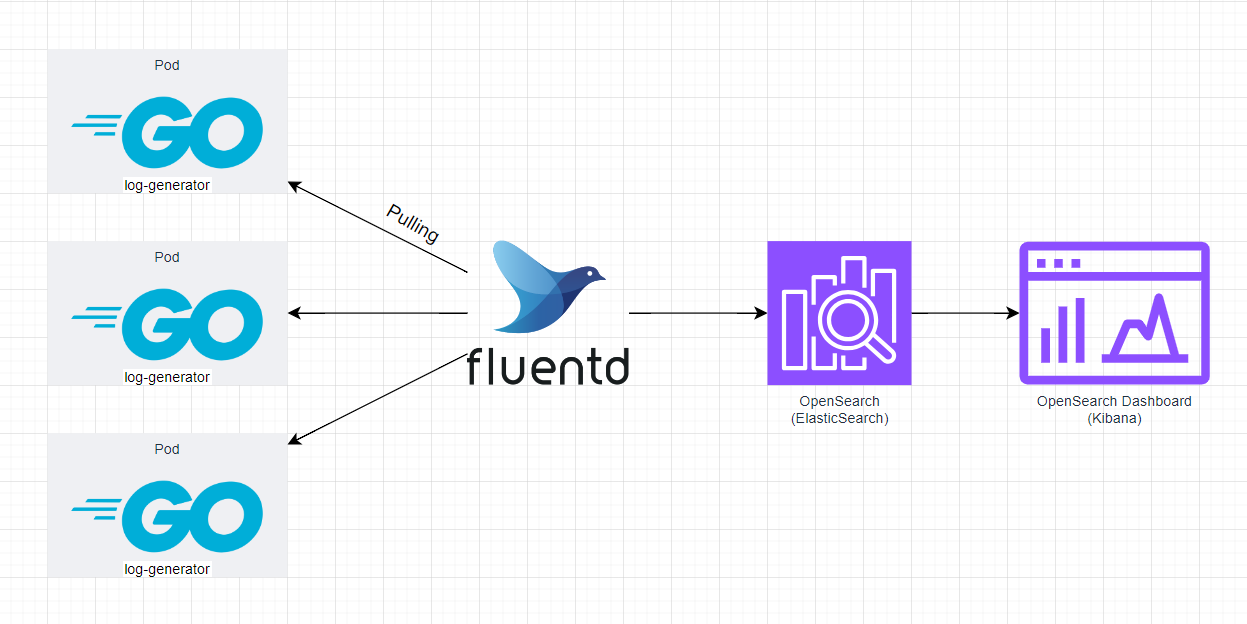 Pod
GO
log-generator
Pulling
Pod
GO
log-generator
fluentd
OpenSearch
(ElasticSearch)
OpenSearch Dashboard
(Kibana)
Pod
GO
log-generator